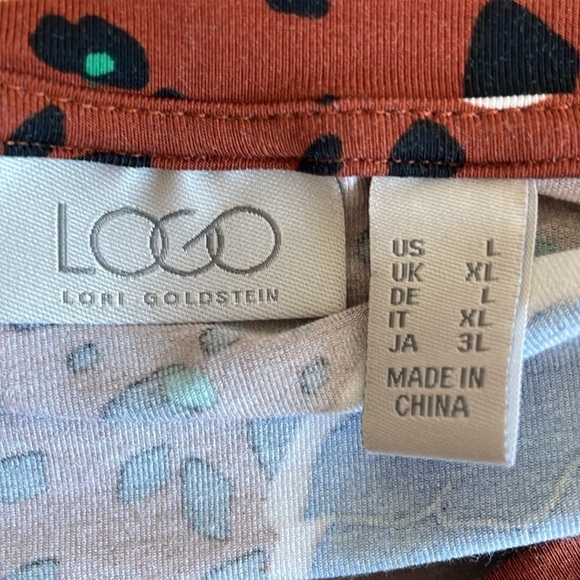 LOGO
LORI GOLDSTEIN
US L
UK XL
DE L
IT XL
JA 3L
MADE IN
CHINA